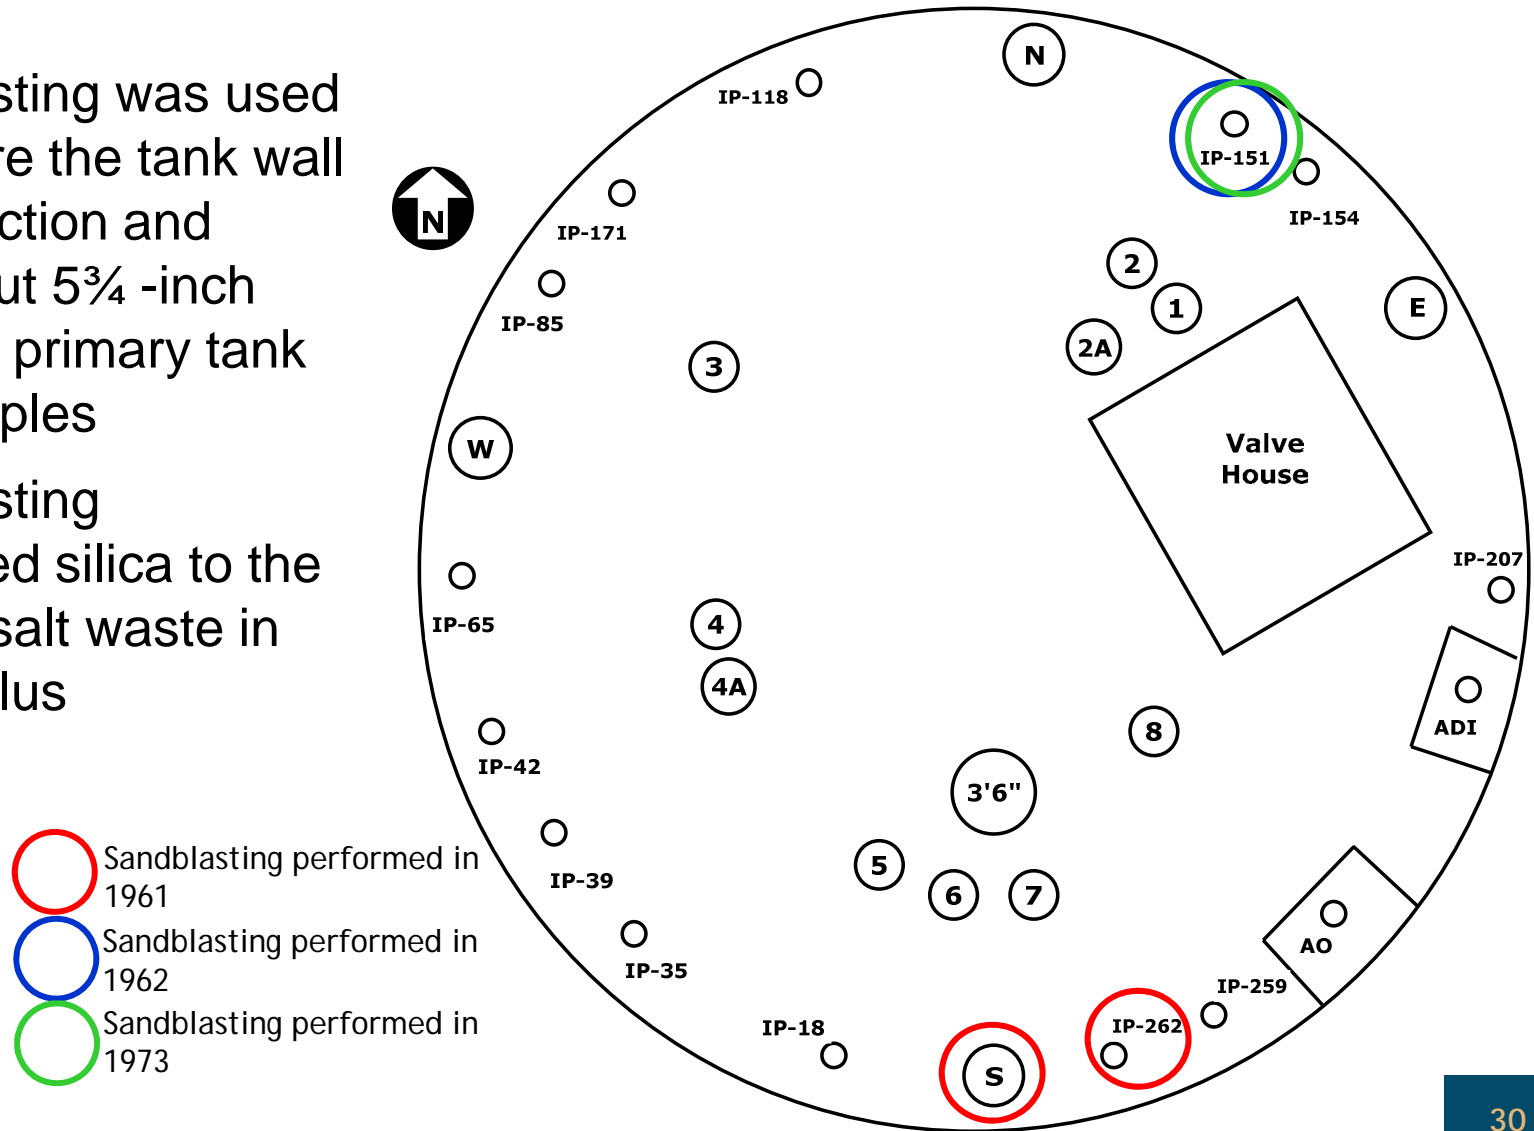 sting was used
re the tank wall
ction and
ut 5¾ -inch
primary tank
ples
sting
ed silica to the
salt waste in
lus
Sandblasting performed in
1961
Sandblasting performed in
1962
Sandblasting performed in
1973
N
N
IP-118
IP-151
IP-154
IP-171
IP-85
2
1
2A
E
3
W
Valve
House
IP-207
IP-65
4
4A
ADI
IP-42
8
3'6"
IP-39
5
6
7
AO
IP-35
IP-259
IP-18
IP-262
S
30